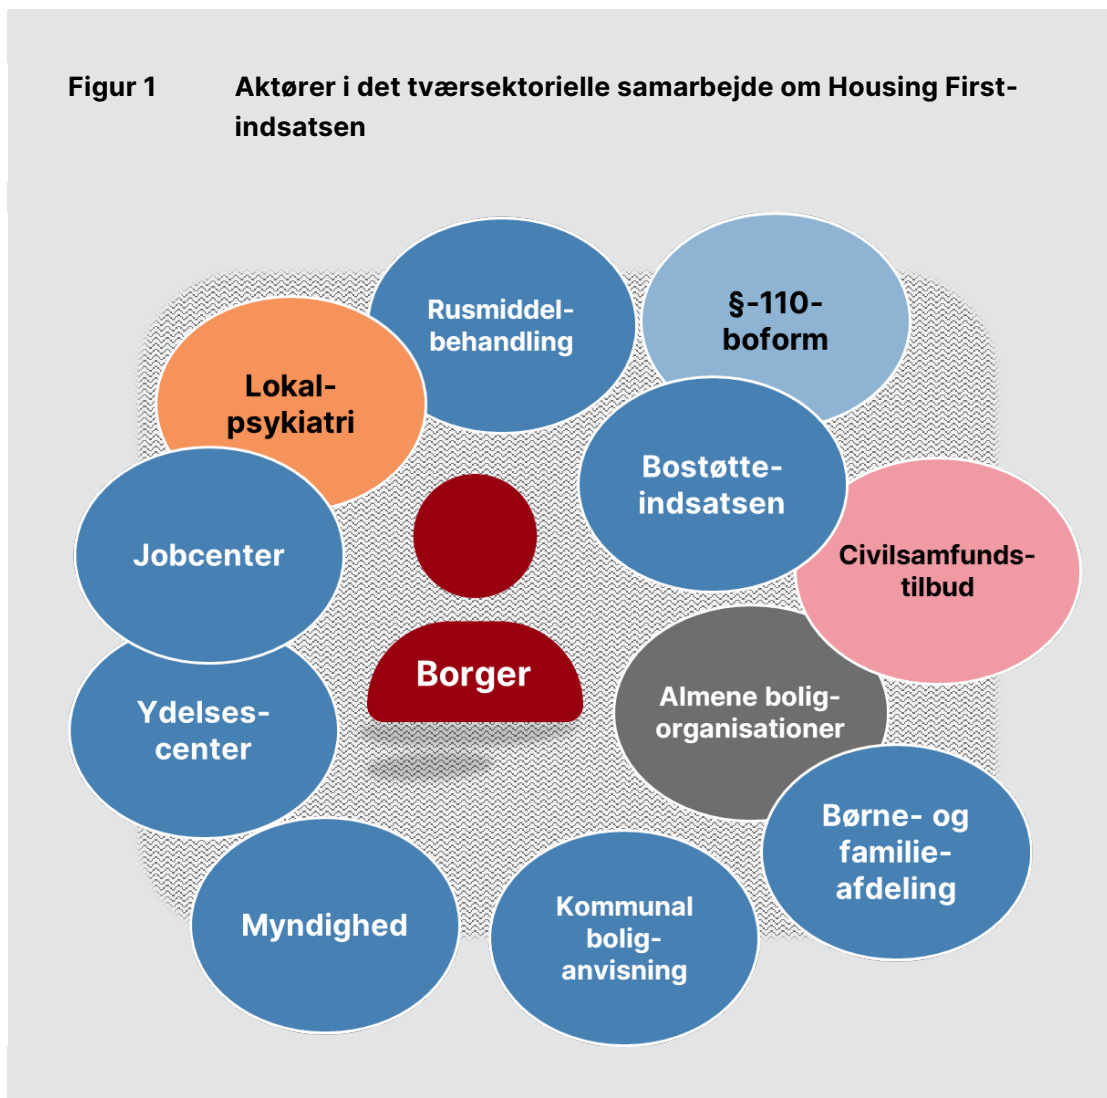 Figur 1
Aktører i det tværsektorielle samarbejde om Housing First-
indsatsen
Rusmiddel-
behandling
§-110-
boform
Lokal-
psykiatri
Bostøtte-
indsatsen
Jobcenter
Civilsamfunds-
tilbud
Borger
Almene bolig-
organisationer
Ydelses-
center
Børne- og
familie-
afdeling
Myndighed
Kommunal
bolig-
anvisning